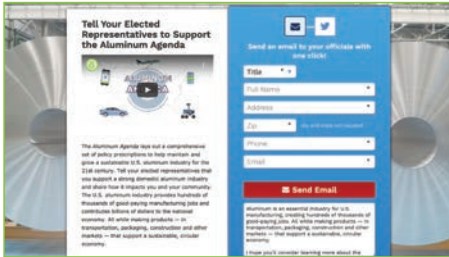 Tell Your Elected
Representatives to Support
the Aluminum Agenda
ALUMINUM
AGENDA
The Aluminum Agenda lays out a comprehensive
set of policy prescriptions to help maintain and
grow a sustainable U.S. aluminum industry for the
21st century. Tell your elected representatives that
you support a strong domestic aluminum industry
and share how it impacts you and your community.
The U.S. aluminum industry provides hundreds of
thousands of good-paying manufacturing jobs and
contributes billions of dollars to the national
economy. All while making products — in
transportation, packaging, construction and other
markets — that support a sustainable, circular
economy.
Send an email to your officials with
one click!
Title *
Full Name *
Address *
Zip *
Phone *
Email *
Send Email
Aluminum is an essential industry for U.S.
manufacturing, creating hundreds of thousands of
good-paying jobs. All while making products — in
transportation, packaging, construction and other
markets — that support a sustainable, circular
economy.
I hope you'll consider learning more about the